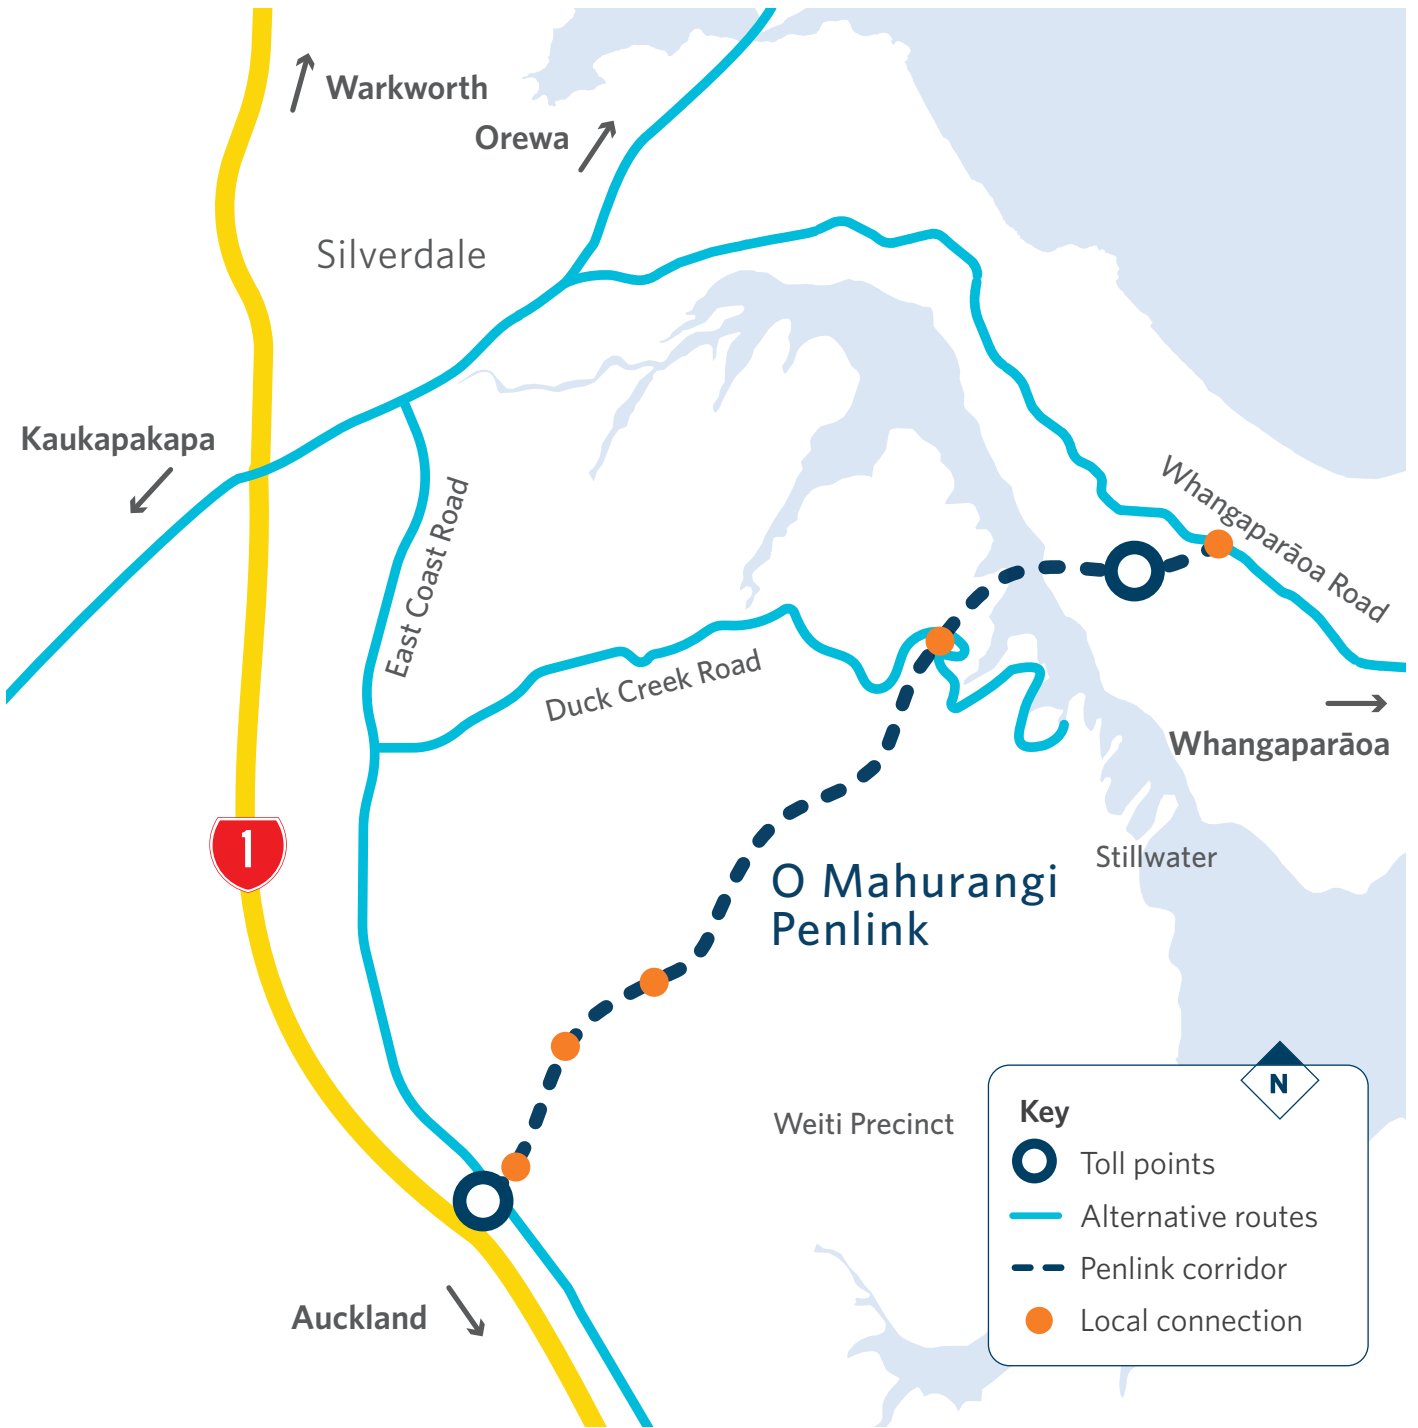 Warkworth
Orewa
Silverdale
Kaukapakapa
East Coast Road
Whangaparāoa Road
Duck Creek Road
Whangaparāoa
1
Stillwater
O Mahurangi
Penlink
Weiti Precinct
Auckland
N
Key
Toll points
Alternative routes
Penlink corridor
Local connection